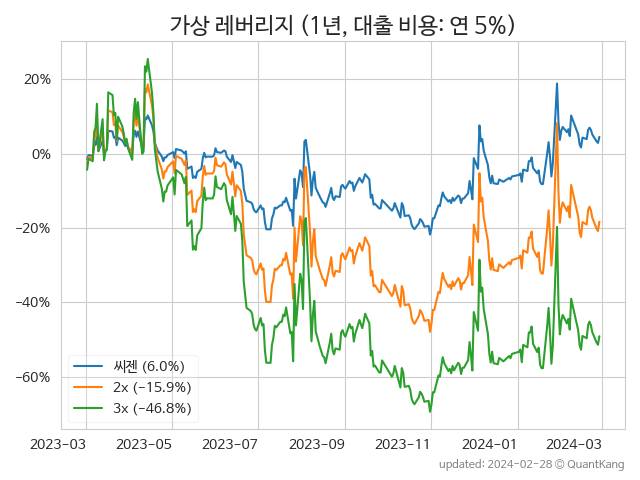 가상 레버리지 (1년, 대출 비용: 연 5%)
20%
0%
−20%
−40%
−60%
씨젠 (6.0%)
2x (−15.9%)
3x (−46.8%)
2023-03 2023-05 2023-07 2023-09 2023-11 2024-01 2024-03
updated: 2024-02-28 © QuantKang